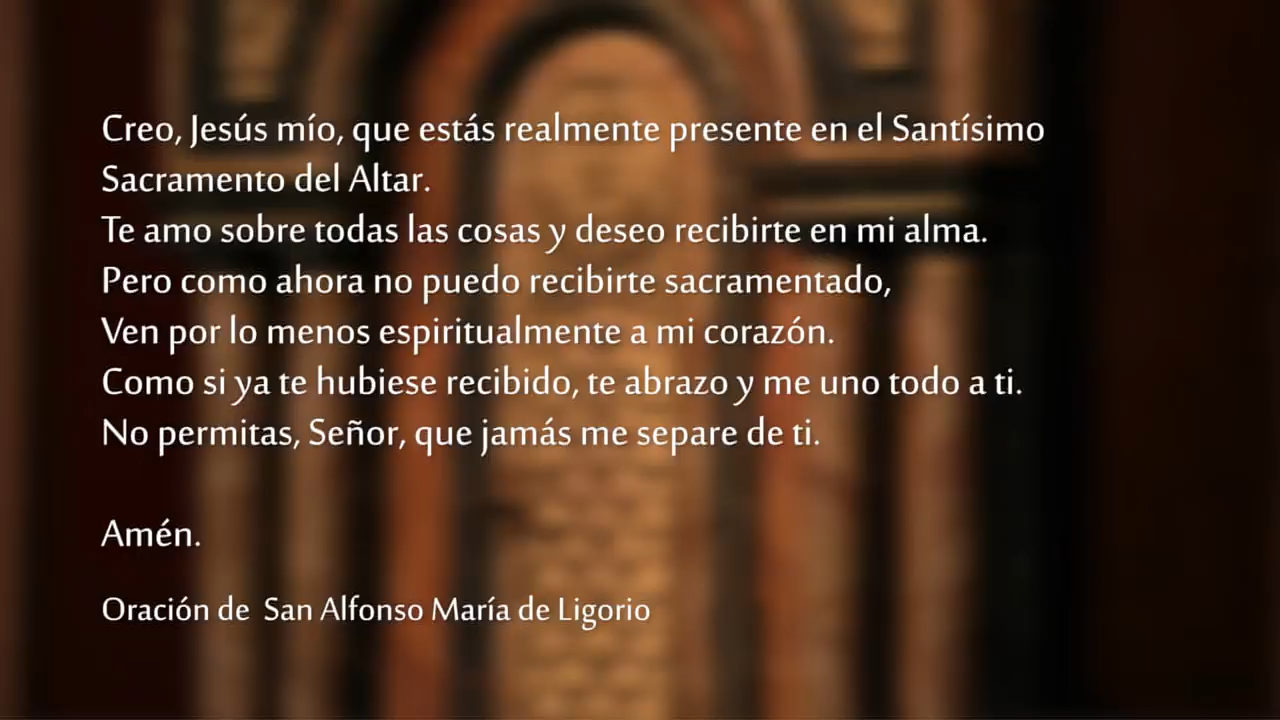 Creo, Jesús mío, que estás realmente presente en el Santísimo
Sacramento del Altar.
Te amo sobre todas las cosas y deseo recibirte en mi alma.
Pero como ahora no puedo recibirte sacramentado,
Ven por lo menos espiritualmente a mi corazón.
Como si ya te hubiese recibido, te abrazo y me uno todo a ti.
No permitas, Señor, que jamás me separe de ti.
Amén.
Oración de San Alfonso María de Ligorio